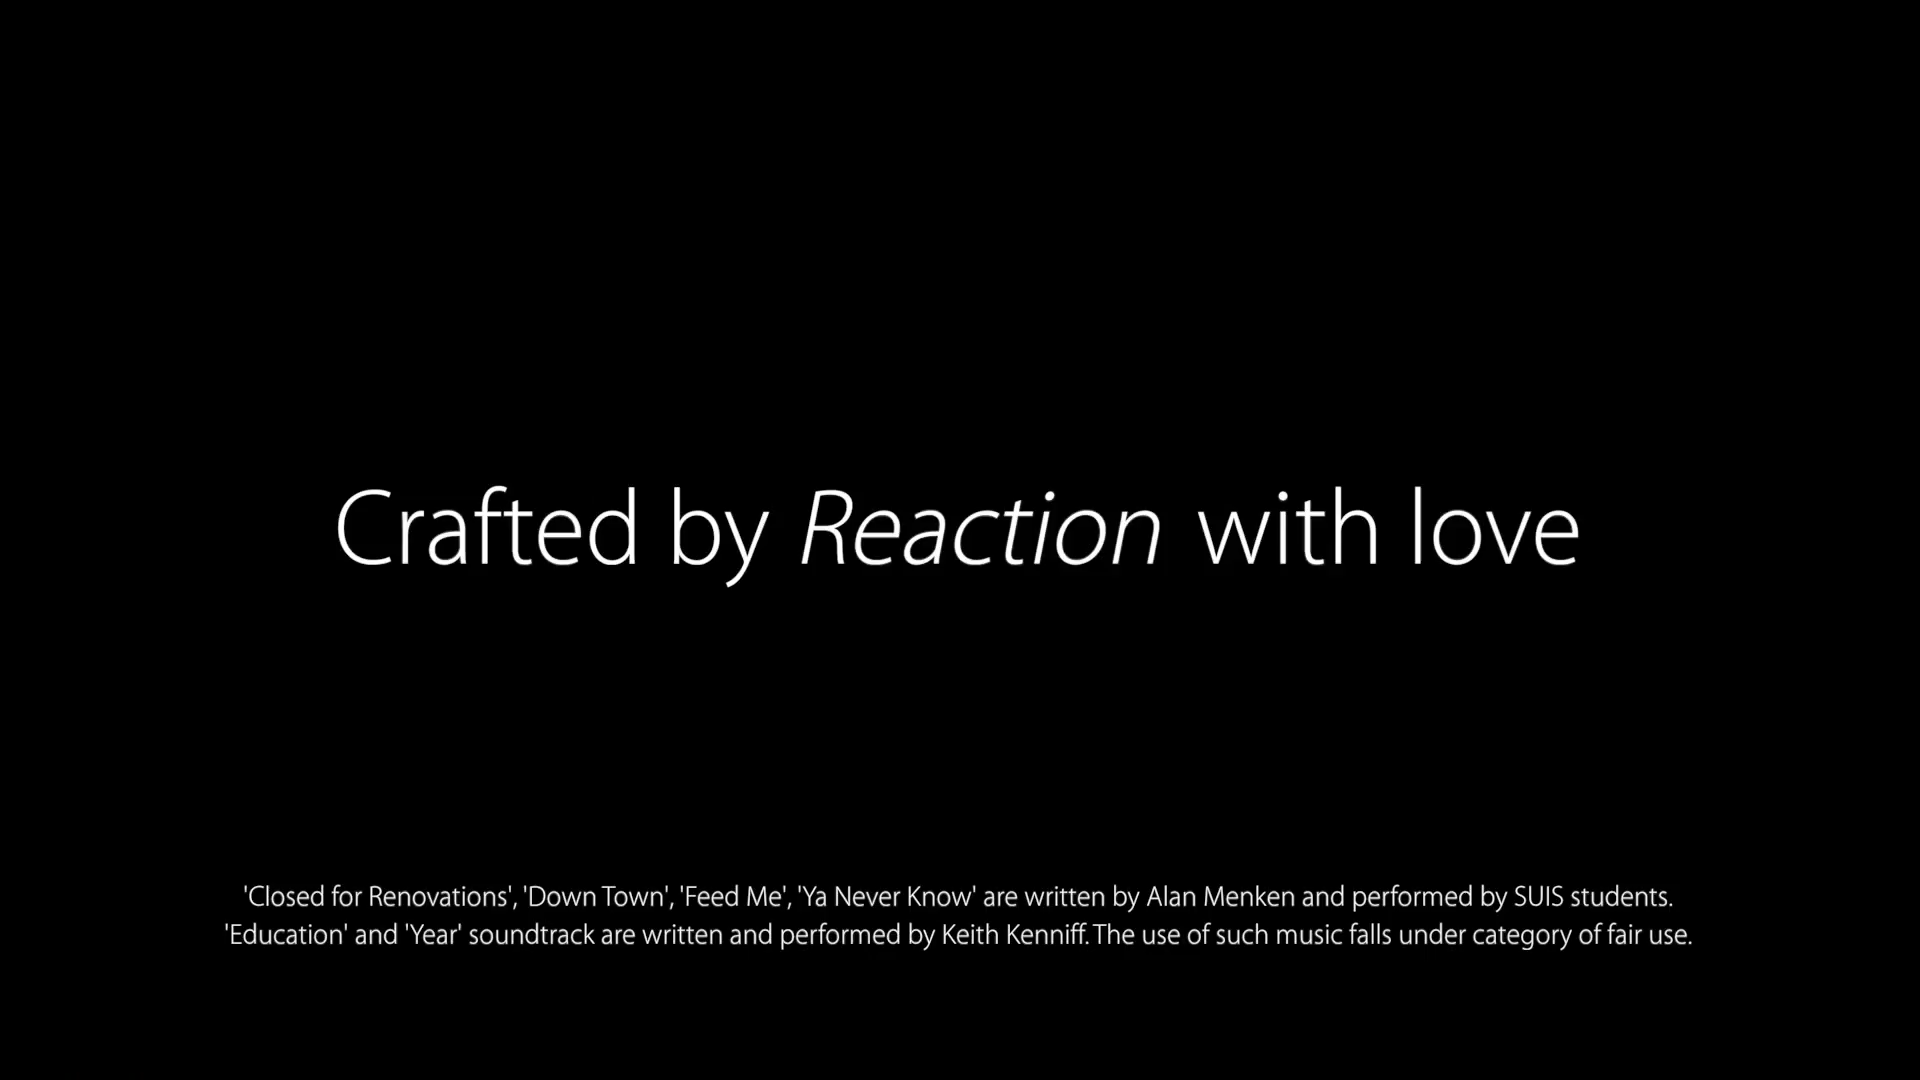 Crafted by Reaction with love
'Closed for Renovations', 'Down Town', 'Feed Me', 'Ya Never Know' are written by Alan Menken and performed by SUIS students.
'Education' and 'Year' soundtrack are written and performed by Keith Kenniff. The use of such music falls under category of fair use.